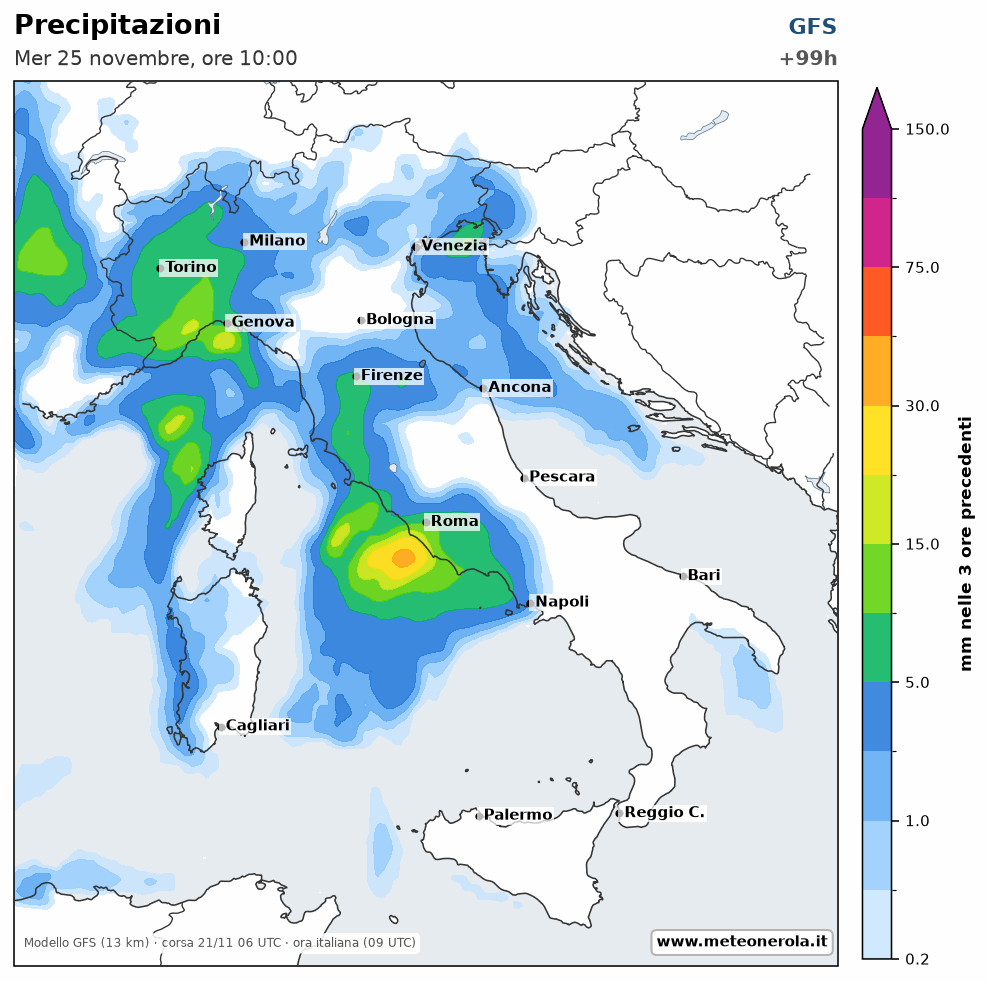 Precipitazioni
GFS
Mer 25 novembre, ore 10:00
+99h
150.0
75.0
30.0
15.0
5.0
1.0
0.2
mm nelle 3 ore precedenti
Milano
Venezia
Torino
Genova
Bologna
Firenze
Ancona
Pescara
Roma
Bari
Napoli
Cagliari
Palermo
Reggio C.
Modello GFS (13 km) · corsa 21/11 06 UTC · ora italiana (09 UTC)
www.meteonerola.it